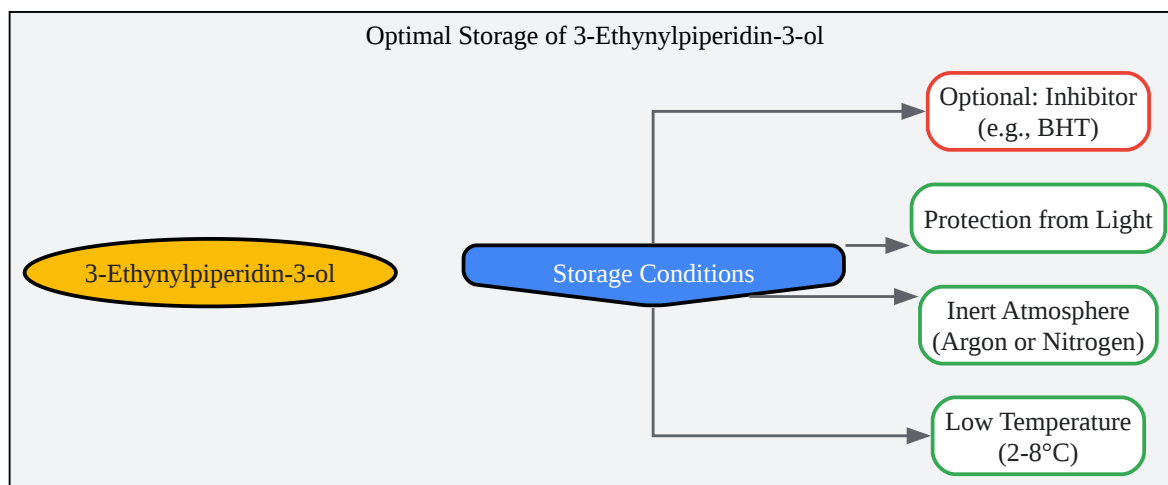 Optimal Storage of 3-Ethynylpiperidin-3-ol
3-Ethynylpiperidin-3-ol
Storage Conditions
Optional: Inhibitor
(e.g., BHT)
Protection from Light
Inert Atmosphere
(Argon or Nitrogen)
Low Temperature
(2-8°C)